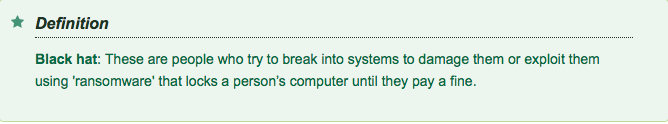 Definition
Black hat: These are people who try to break into systems to damage them or exploit them
using 'ransomware' that locks a person's computer until they pay a fine.